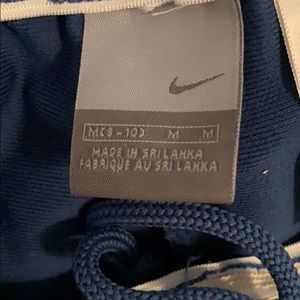 M(8-10) M M
MADE IN SRI LANKA
FABRIQUE AU SRI LANKA